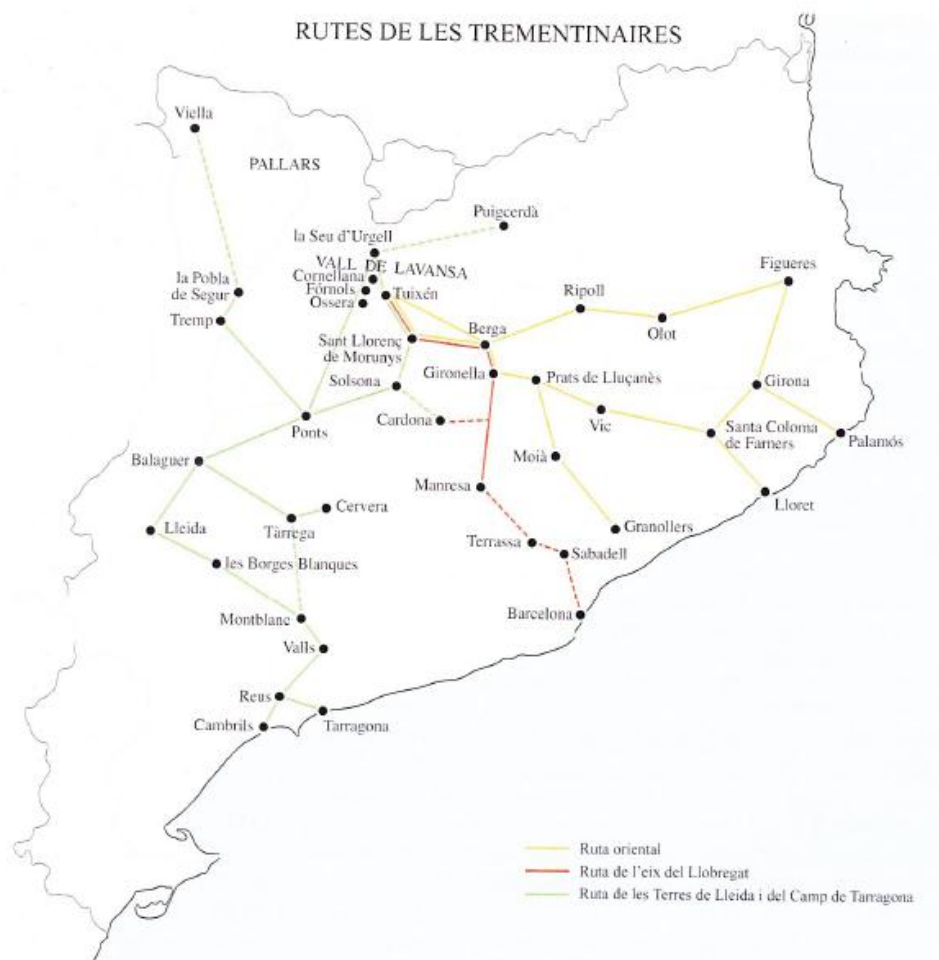 RUTES DE LES TREMENTINAIRES
Viella
PALLARS
Puigcerdà
la Seu d'Urgell
VALL DE LAVANSA
Cornellana
Fórnols
Ossera
Tuixén
la Pobla
de Segur
Tremp
Figueres
Ripoll
Olot
Berga
Sant Llorenç
de Morunys
Gironella
Prats de Lluçanès
Girona
Solsona
Cardona
Vic
Santa Coloma
de Farners
Palamós
Ponts
Moià
Balaguer
Manresa
Lloret
Cervera
Tàrrega
Granollers
Lleida
Terrassa
Sabadell
les Borges Blanques
Barcelona
Montblanc
Valls
Reus
Cambrils
Tarragona
Ruta oriental
Ruta de l'eix del Llobregat
Ruta de les Terres de Lleida i del Camp de Tarragona